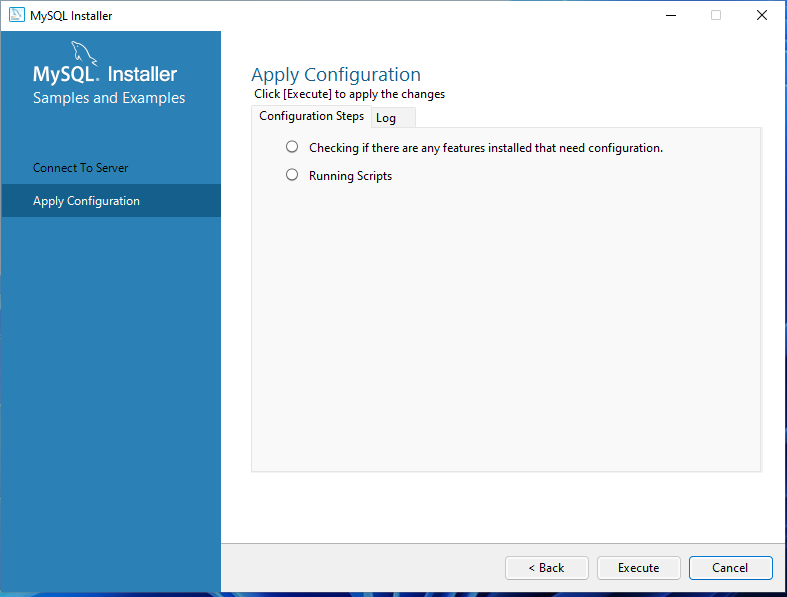 MySQL Installer
MySQL. Installer
Samples and Examples
Connect To Server
Apply Configuration
Apply Configuration
Click [Execute] to apply the changes
Configuration Steps
Log
Checking if there are any features installed that need configuration.
Running Scripts
< Back
Execute
Cancel